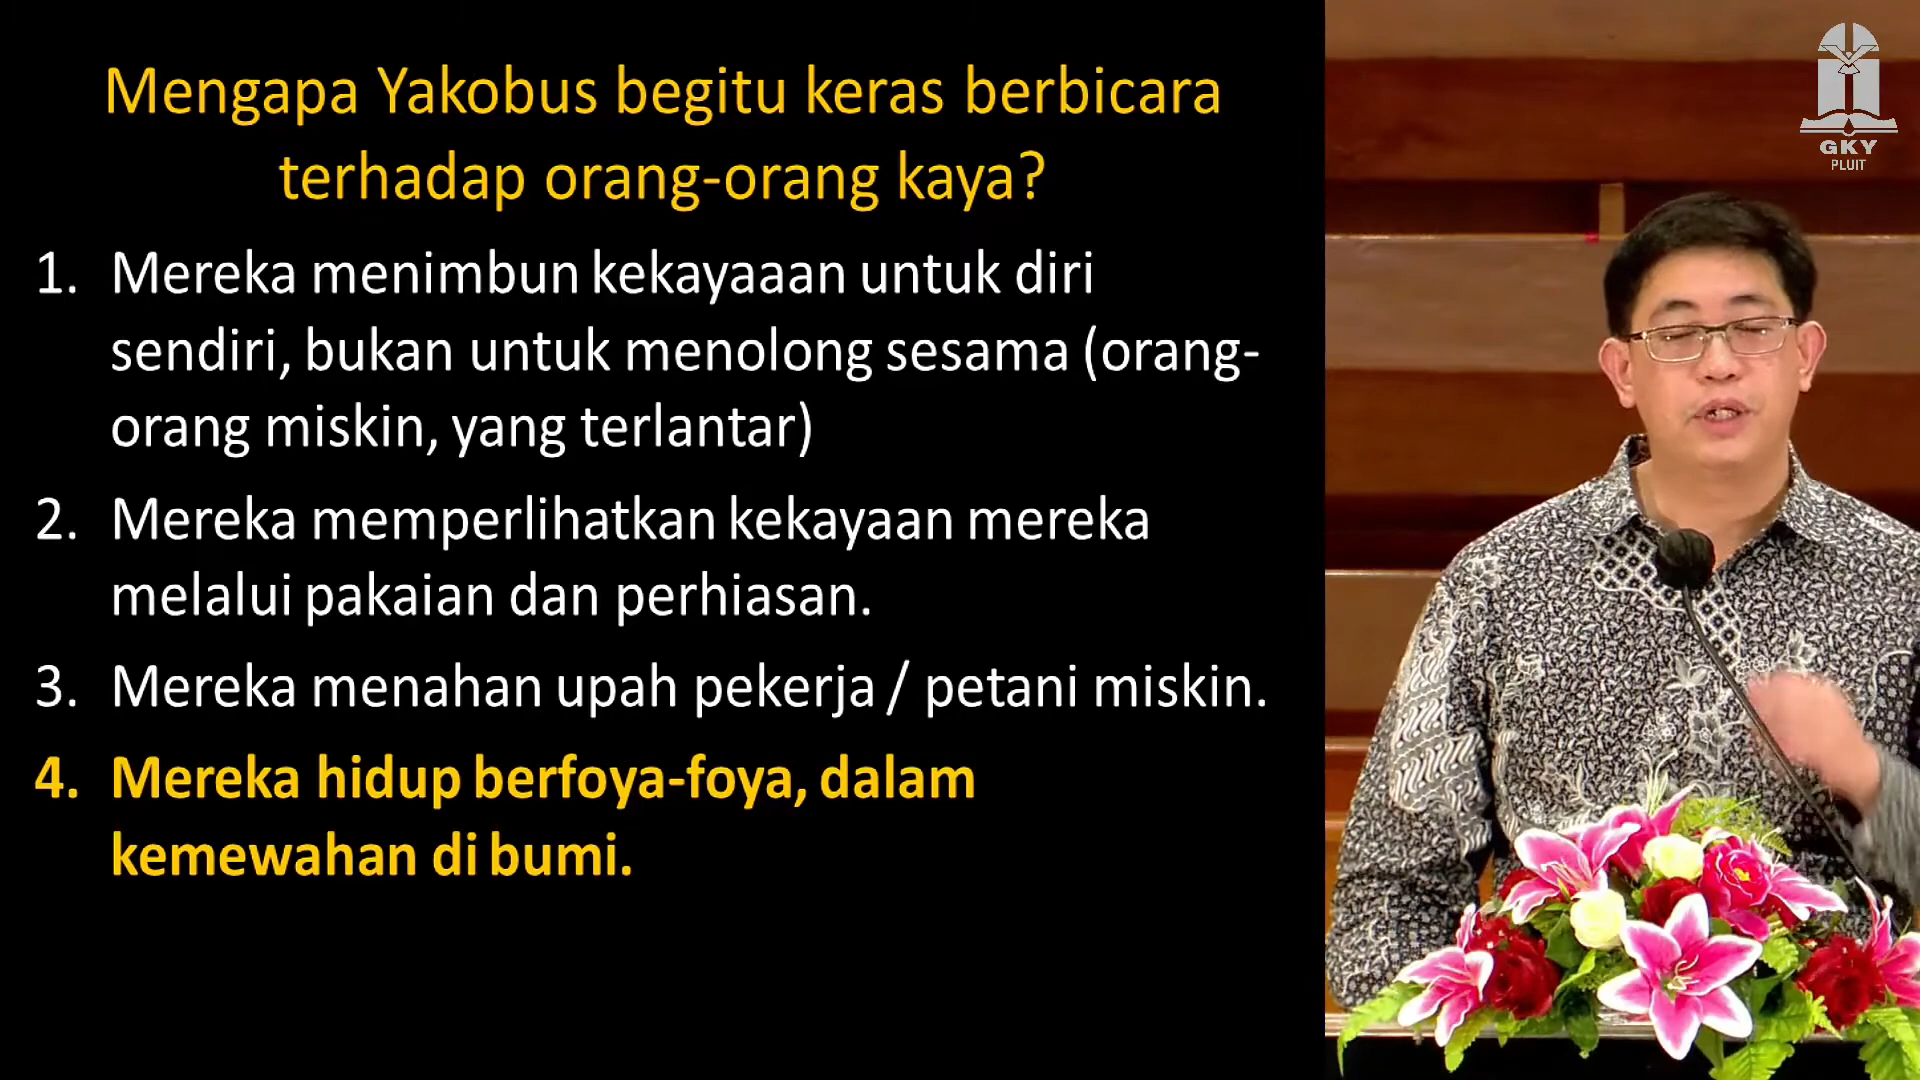 Mengapa Yakobus begitu keras berbicara
terhadap orang-orang kaya?
1. Mereka menimbun kekayaaan untuk diri
sendiri, bukan untuk menolong sesama (orang-
orang miskin, yang terlantar)
2. Mereka memperlihatkan kekayaan mereka
melalui pakaian dan perhiasan.
3. Mereka menahan upah pekerja / petani miskin.
4. Mereka hidup berfoya-foya, dalam
kemewahan di bumi.
GKY
PLUIT